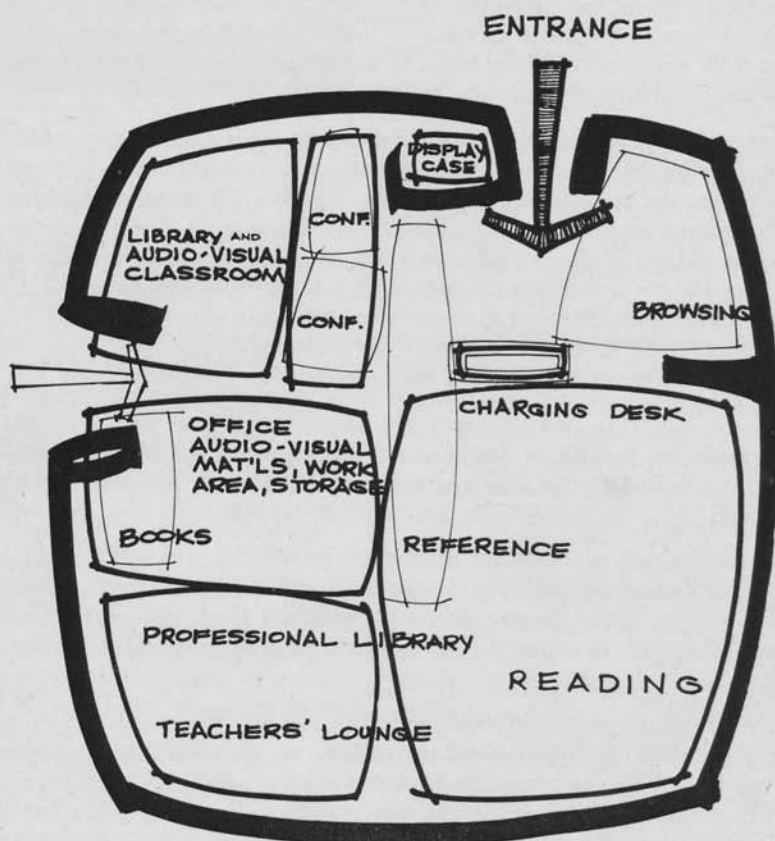 ENTRANCE
DISPLAY
CASE
CONF.
LIBRARY AND
AUDIO-VISUAL
CLASSROOM
CONF.
BROWSING
CHARGING DESK
OFFICE
AUDIO-VISUAL
MAT'LS, WORK
AREA, STORAGE
BOOKS
REFERENCE
PROFESSIONAL LIBRARY
READING
TEACHERS' LOUNGE